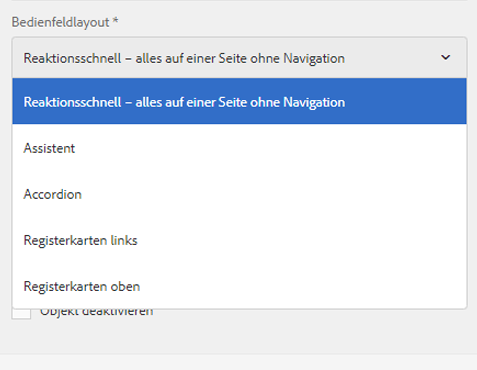 Bedienfeldlayout *
Reaktionsschnell – alles auf einer Seite ohne Navigation
Reaktionsschnell – alles auf einer Seite ohne Navigation
Assistent
Accordion
Registerkarten links
Registerkarten oben
Objekt deaktivieren